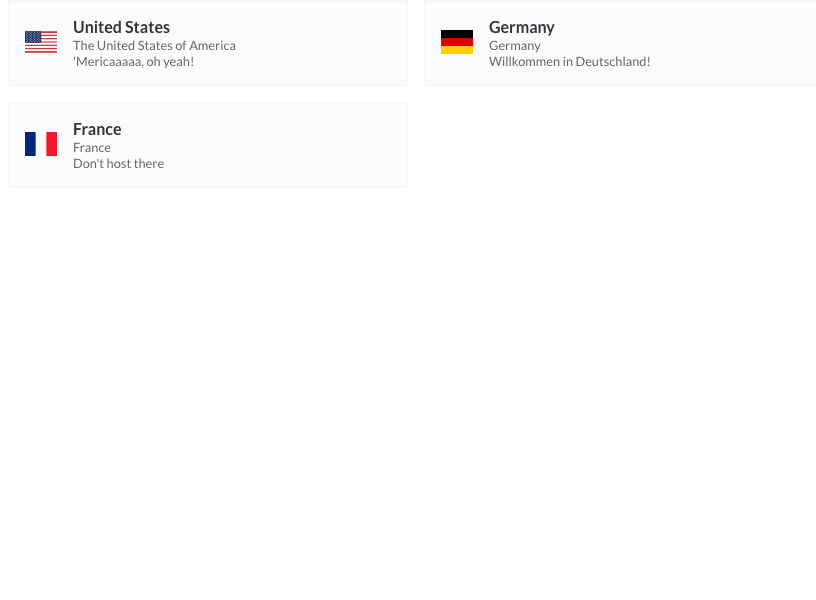 United States
The United States of America
'Mericaaaaa, oh yeah!
Germany
Germany
Willkommen in Deutschland!
France
France
Don't host there